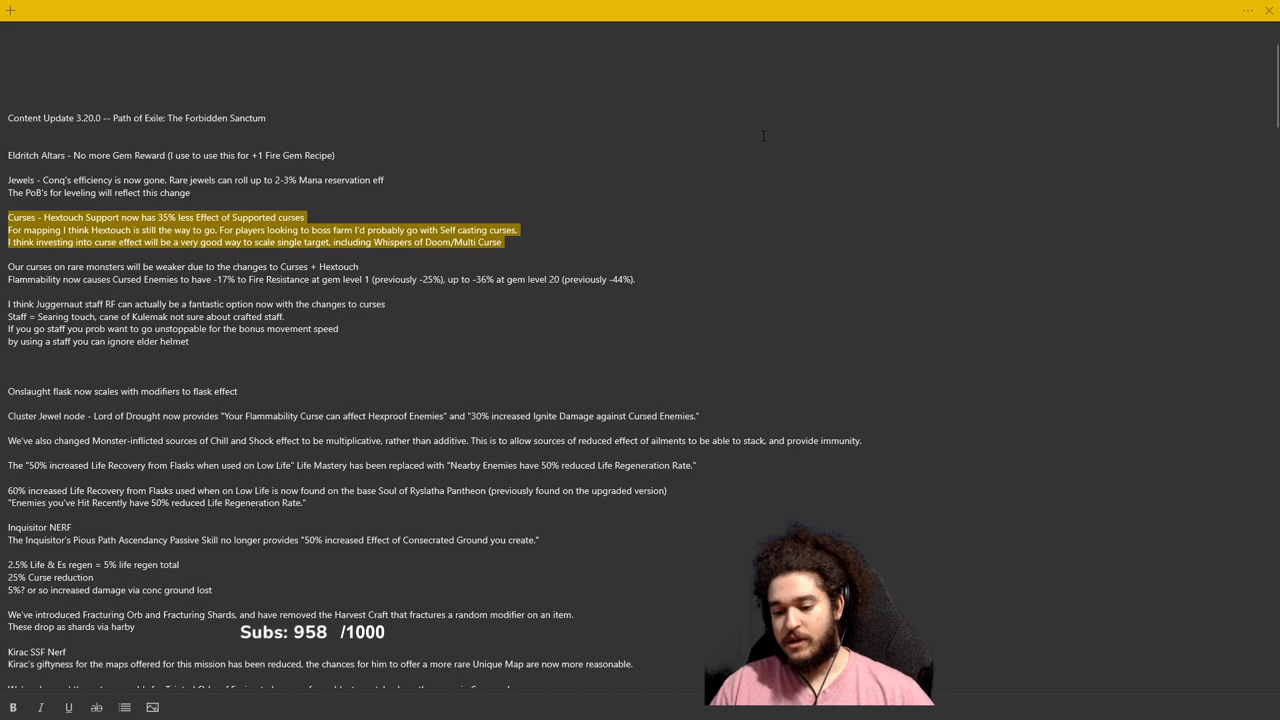 Content Update 3.20.0 -- Path of Exile: The Forbidden Sanctum
Eldritch Altars - No more Gem Reward (I use to use this for +1 Fire Gem Recipe)
Jewels - Conq's efficiency is now gone. Rare jewels can roll up to 2-3% Mana reservation eff
The PoB's for leveling will reflect this change
Curses - Hextouch Support now has 35% less Effect of Supported curses
For mapping I think Hextouch is still the way to go. For players looking to boss farm I'd probably go with Self casting curses.
I think investing into curse effect will be a very good way to scale single target, including Whispers of Doom/Multi Curse
Our curses on rare monsters will be weaker due to the changes to Curses + Hextouch
Flammability now causes Cursed Enemies to have -17% to Fire Resistance at gem level 1 (previously -25%), up to -36% at gem level 20 (previously -44%).
I think Juggernaut staff RF can actually be a fantastic option now with the changes to curses
Staff = Searing touch, cane of Kulemak not sure about crafted staff.
If you go staff you prob want to go unstoppable for the bonus movement speed
by using a staff you can ignore elder helmet
Onslaught flask now scales with modifiers to flask effect
Cluster Jewel node - Lord of Drought now provides "Your Flammability Curse can affect Hexproof Enemies" and "30% increased Ignite Damage against Cursed Enemies."
We've also changed Monster-inflicted sources of Chill and Shock effect to be multiplicative, rather than additive. This is to allow sources of reduced effect of ailments to be able to stack, and provide immunity.
The "50% increased Life Recovery from Flasks when used on Low Life" Life Mastery has been replaced with "Nearby Enemies have 50% reduced Life Regeneration Rate."
60% increased Life Recovery from Flasks used when on Low Life is now found on the base Soul of Ryslatha Pantheon (previously found on the upgraded version)
"Enemies you've Hit Recently have 50% reduced Life Regeneration Rate."
Inquisitor NERF
The Inquisitor's Pious Path Ascendancy Passive Skill no longer provides "50% increased Effect of Consecrated Ground you create."
2.5% Life & Es regen = 5% life regen total
25% Curse reduction
5%? or so increased damage via conc ground lost
We've introduced Fracturing Orb and Fracturing Shards, and have removed the Harvest Craft that fractures a random modifier on an item.
These drop as shards via harby
Subs: 958 /1000
Kirac SSF Nerf
Kirac's giftyness for the maps offered for this mission has been reduced, the chances for him to offer a more rare Unique Map are now more reasonable.
B I U ab